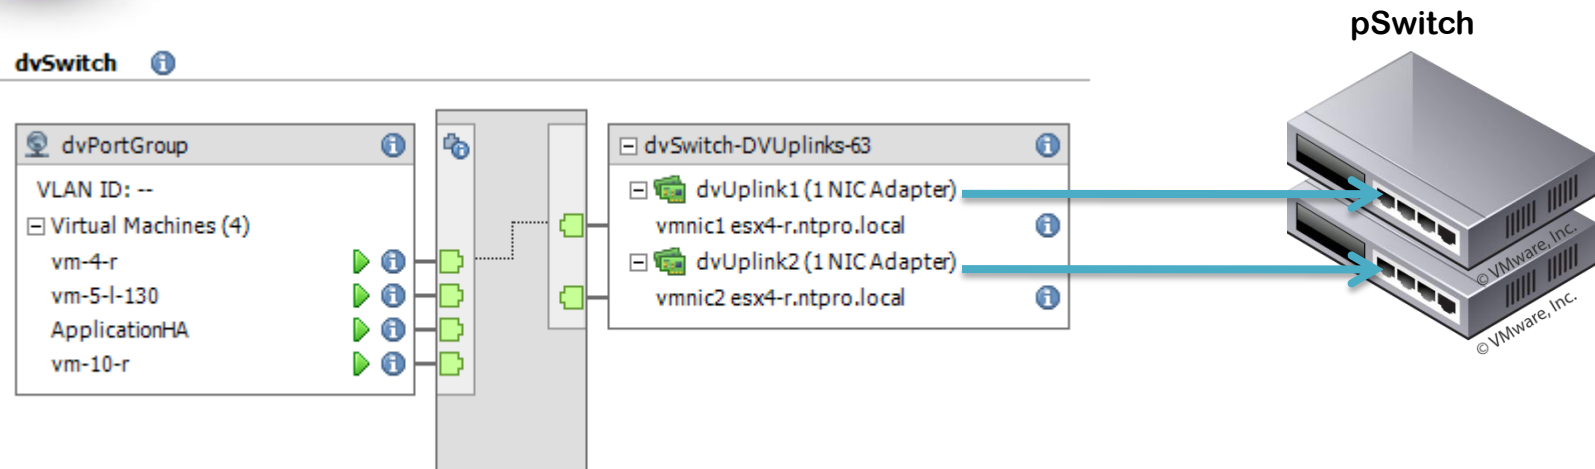 pSwitch
dvSwitch
dvPortGroup
VLAN ID: --
Virtual Machines (4)
vm-4-r
vm-5-l-130
ApplicationHA
vm-10-r
dvSwitch-DVUplinks-63
dvUplink1 (1 NIC Adapter)
vmnic1 esx4-r.ntpro.local
dvUplink2 (1 NIC Adapter)
vmnic2 esx4-r.ntpro.local
© VMware, Inc.
© VMware, Inc.